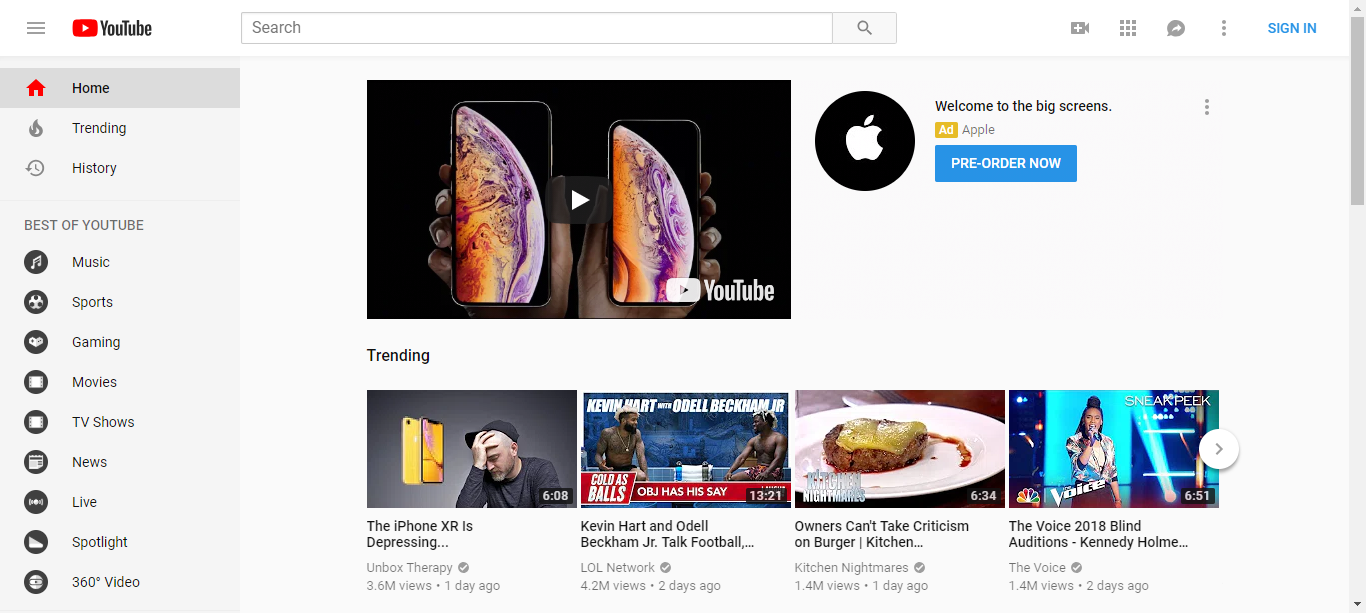 YouTube
Search
SIGN IN
Home
Trending
History
BEST OF YOUTUBE
Music
Sports
Gaming
Movies
TV Shows
News
Live
Spotlight
360° Video
YouTube
Welcome to the big screens.
Ad Apple
PRE-ORDER NOW
Trending
6:08
The iPhone XR Is
Depressing...
Unbox Therapy
3.6M views • 1 day ago
KEVIN HART WITH ODELL BECKHAM JR
COLD AS
BALLS
OBJ HAS HIS SAY
13:21
Kevin Hart and Odell
Beckham Jr. Talk Football,...
LOL Network
4.2M views • 2 days ago
KITCHEN
NIGHTMARES
6:34
Owners Can't Take Criticism
on Burger | Kitchen...
Kitchen Nightmares
1.4M views • 1 day ago
SNEAK PEEK
The Voice
6:51
The Voice 2018 Blind
Auditions - Kennedy Holme...
The Voice
1.4M views • 2 days ago